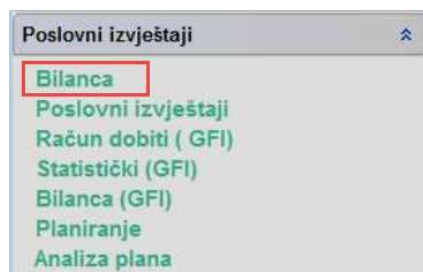 Poslovni izvještaji
Bilanca
Poslovni izvještaji
Račun dobiti ( GFI)
Statistički (GFI)
Bilanca (GFI)
Planiranje
Analiza plana